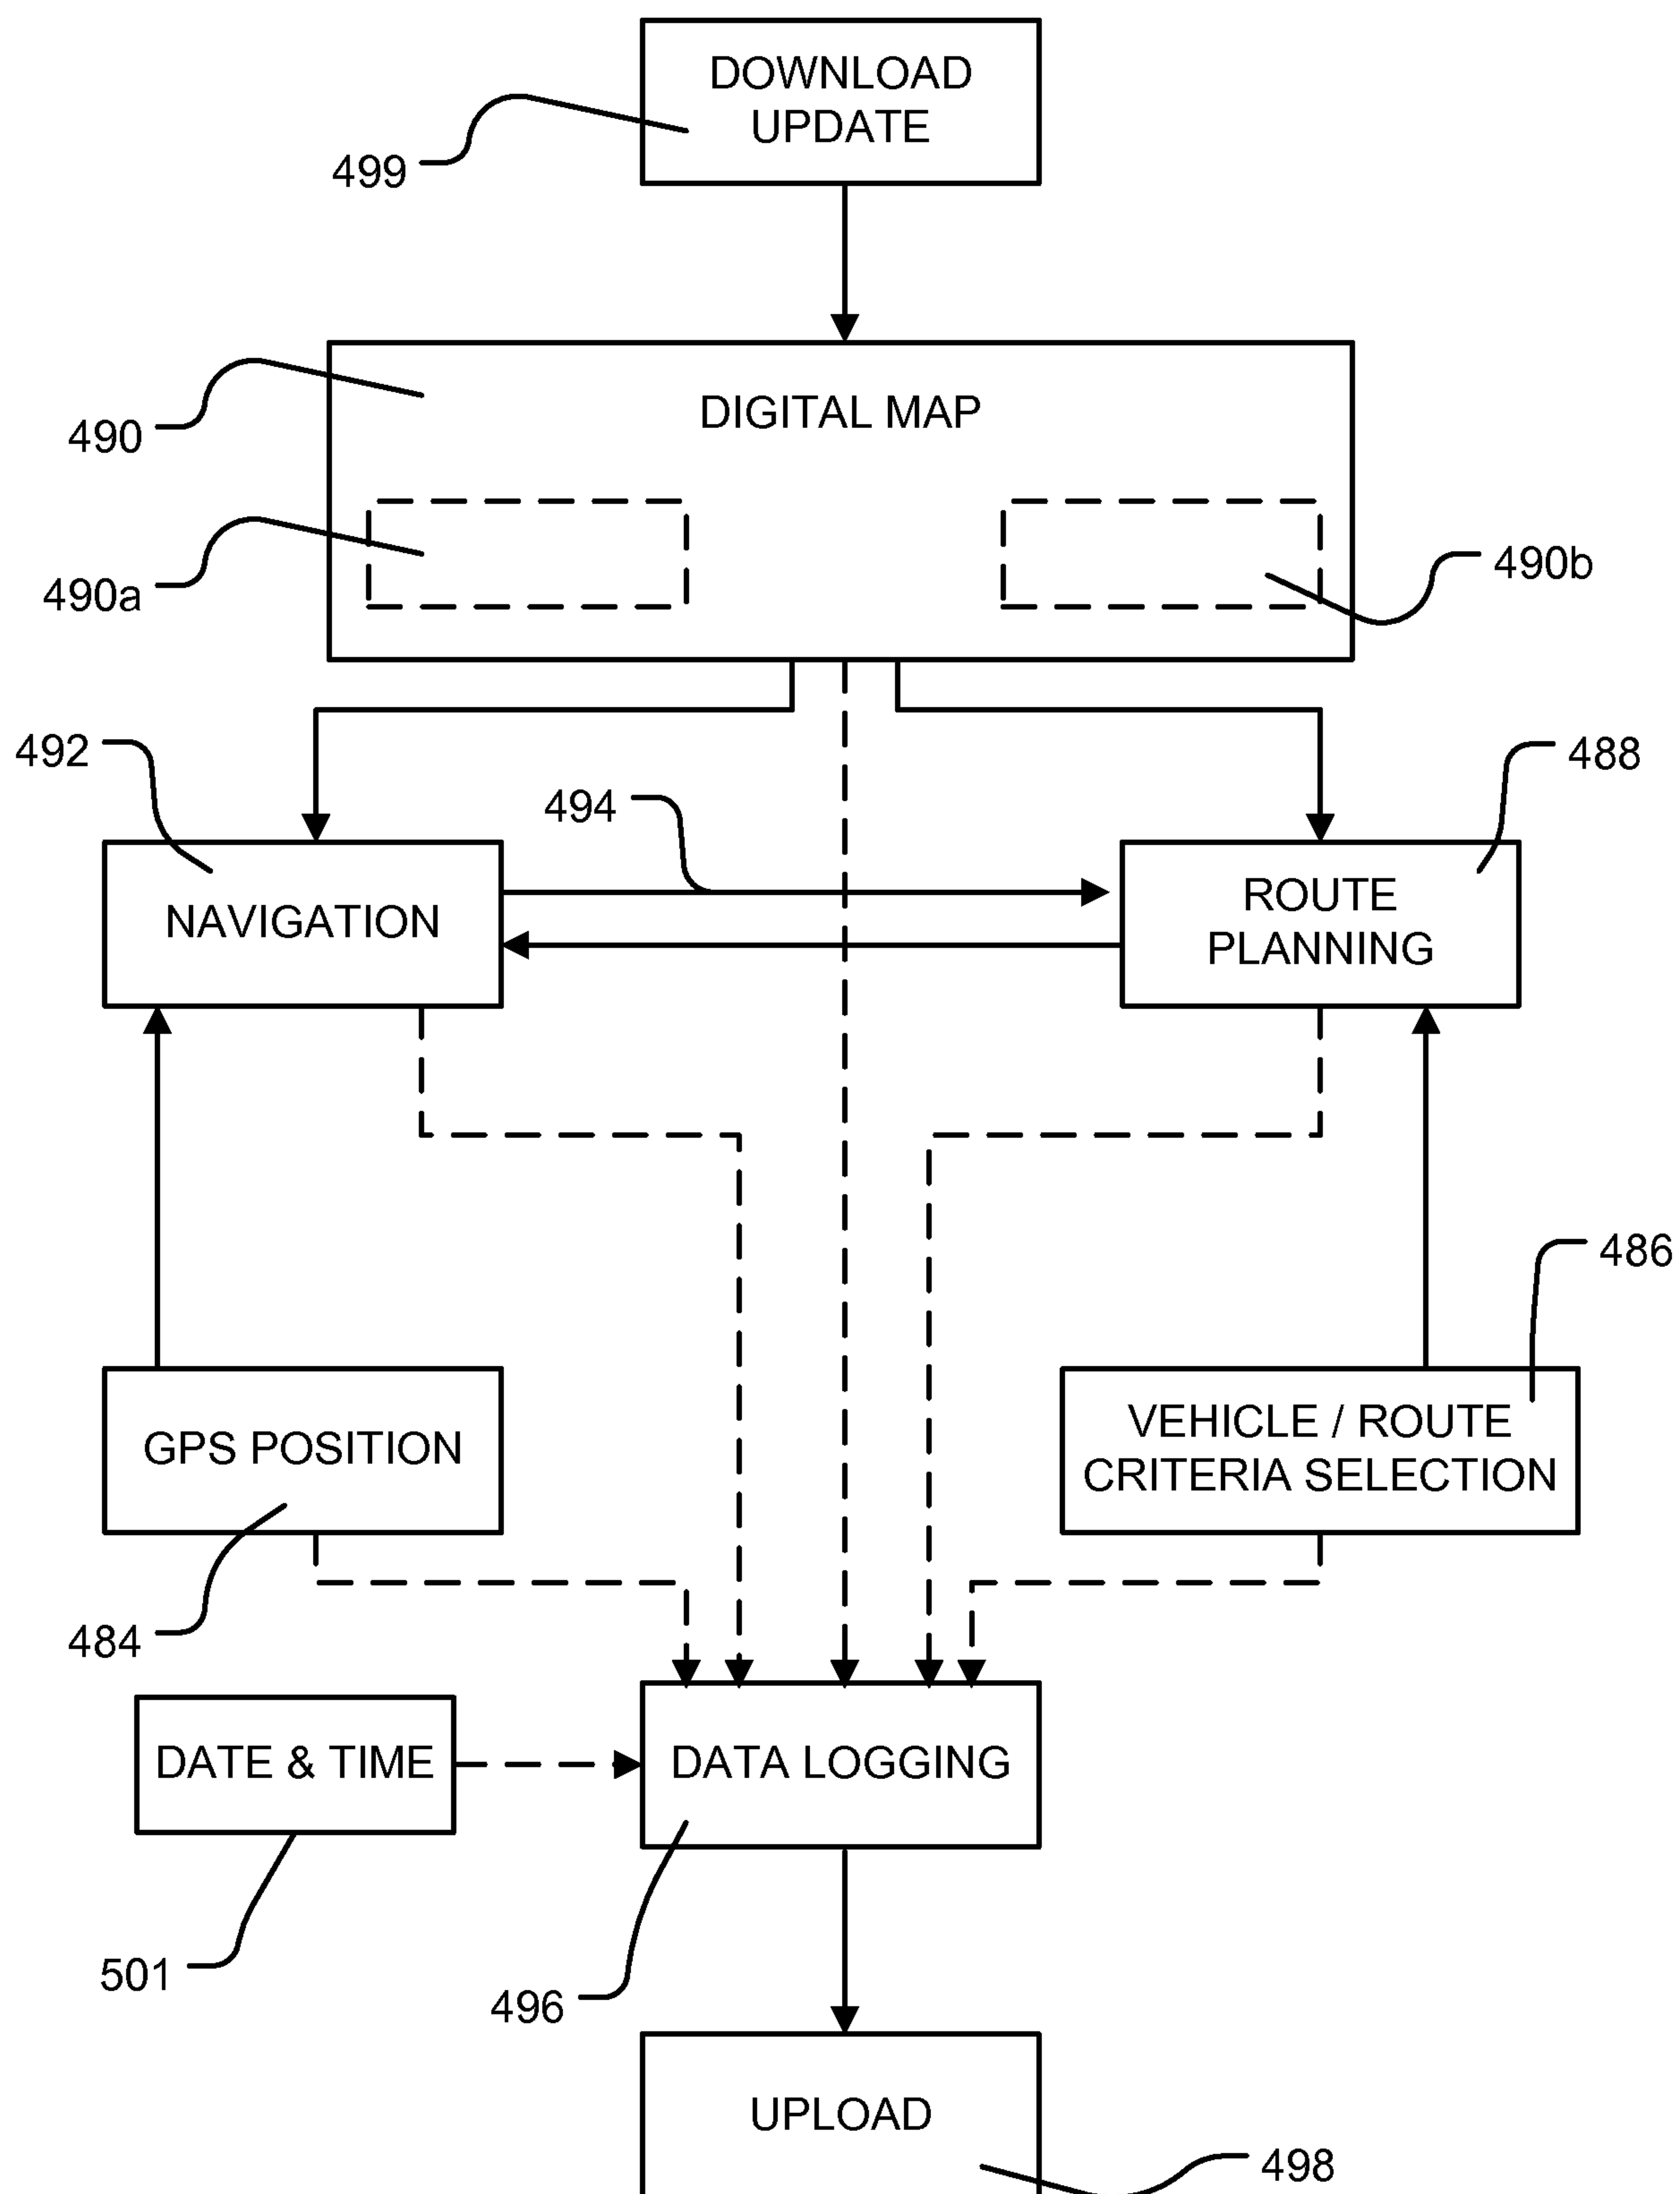 DOWNLOAD
UPDATE
499
DIGITAL MAP
490
490a
490b
492
494
488
NAVIGATION
ROUTE
PLANNING
486
GPS POSITION
VEHICLE / ROUTE
CRITERIA SELECTION
484
DATE & TIME
DATA LOGGING
501
496
UPLOAD
498